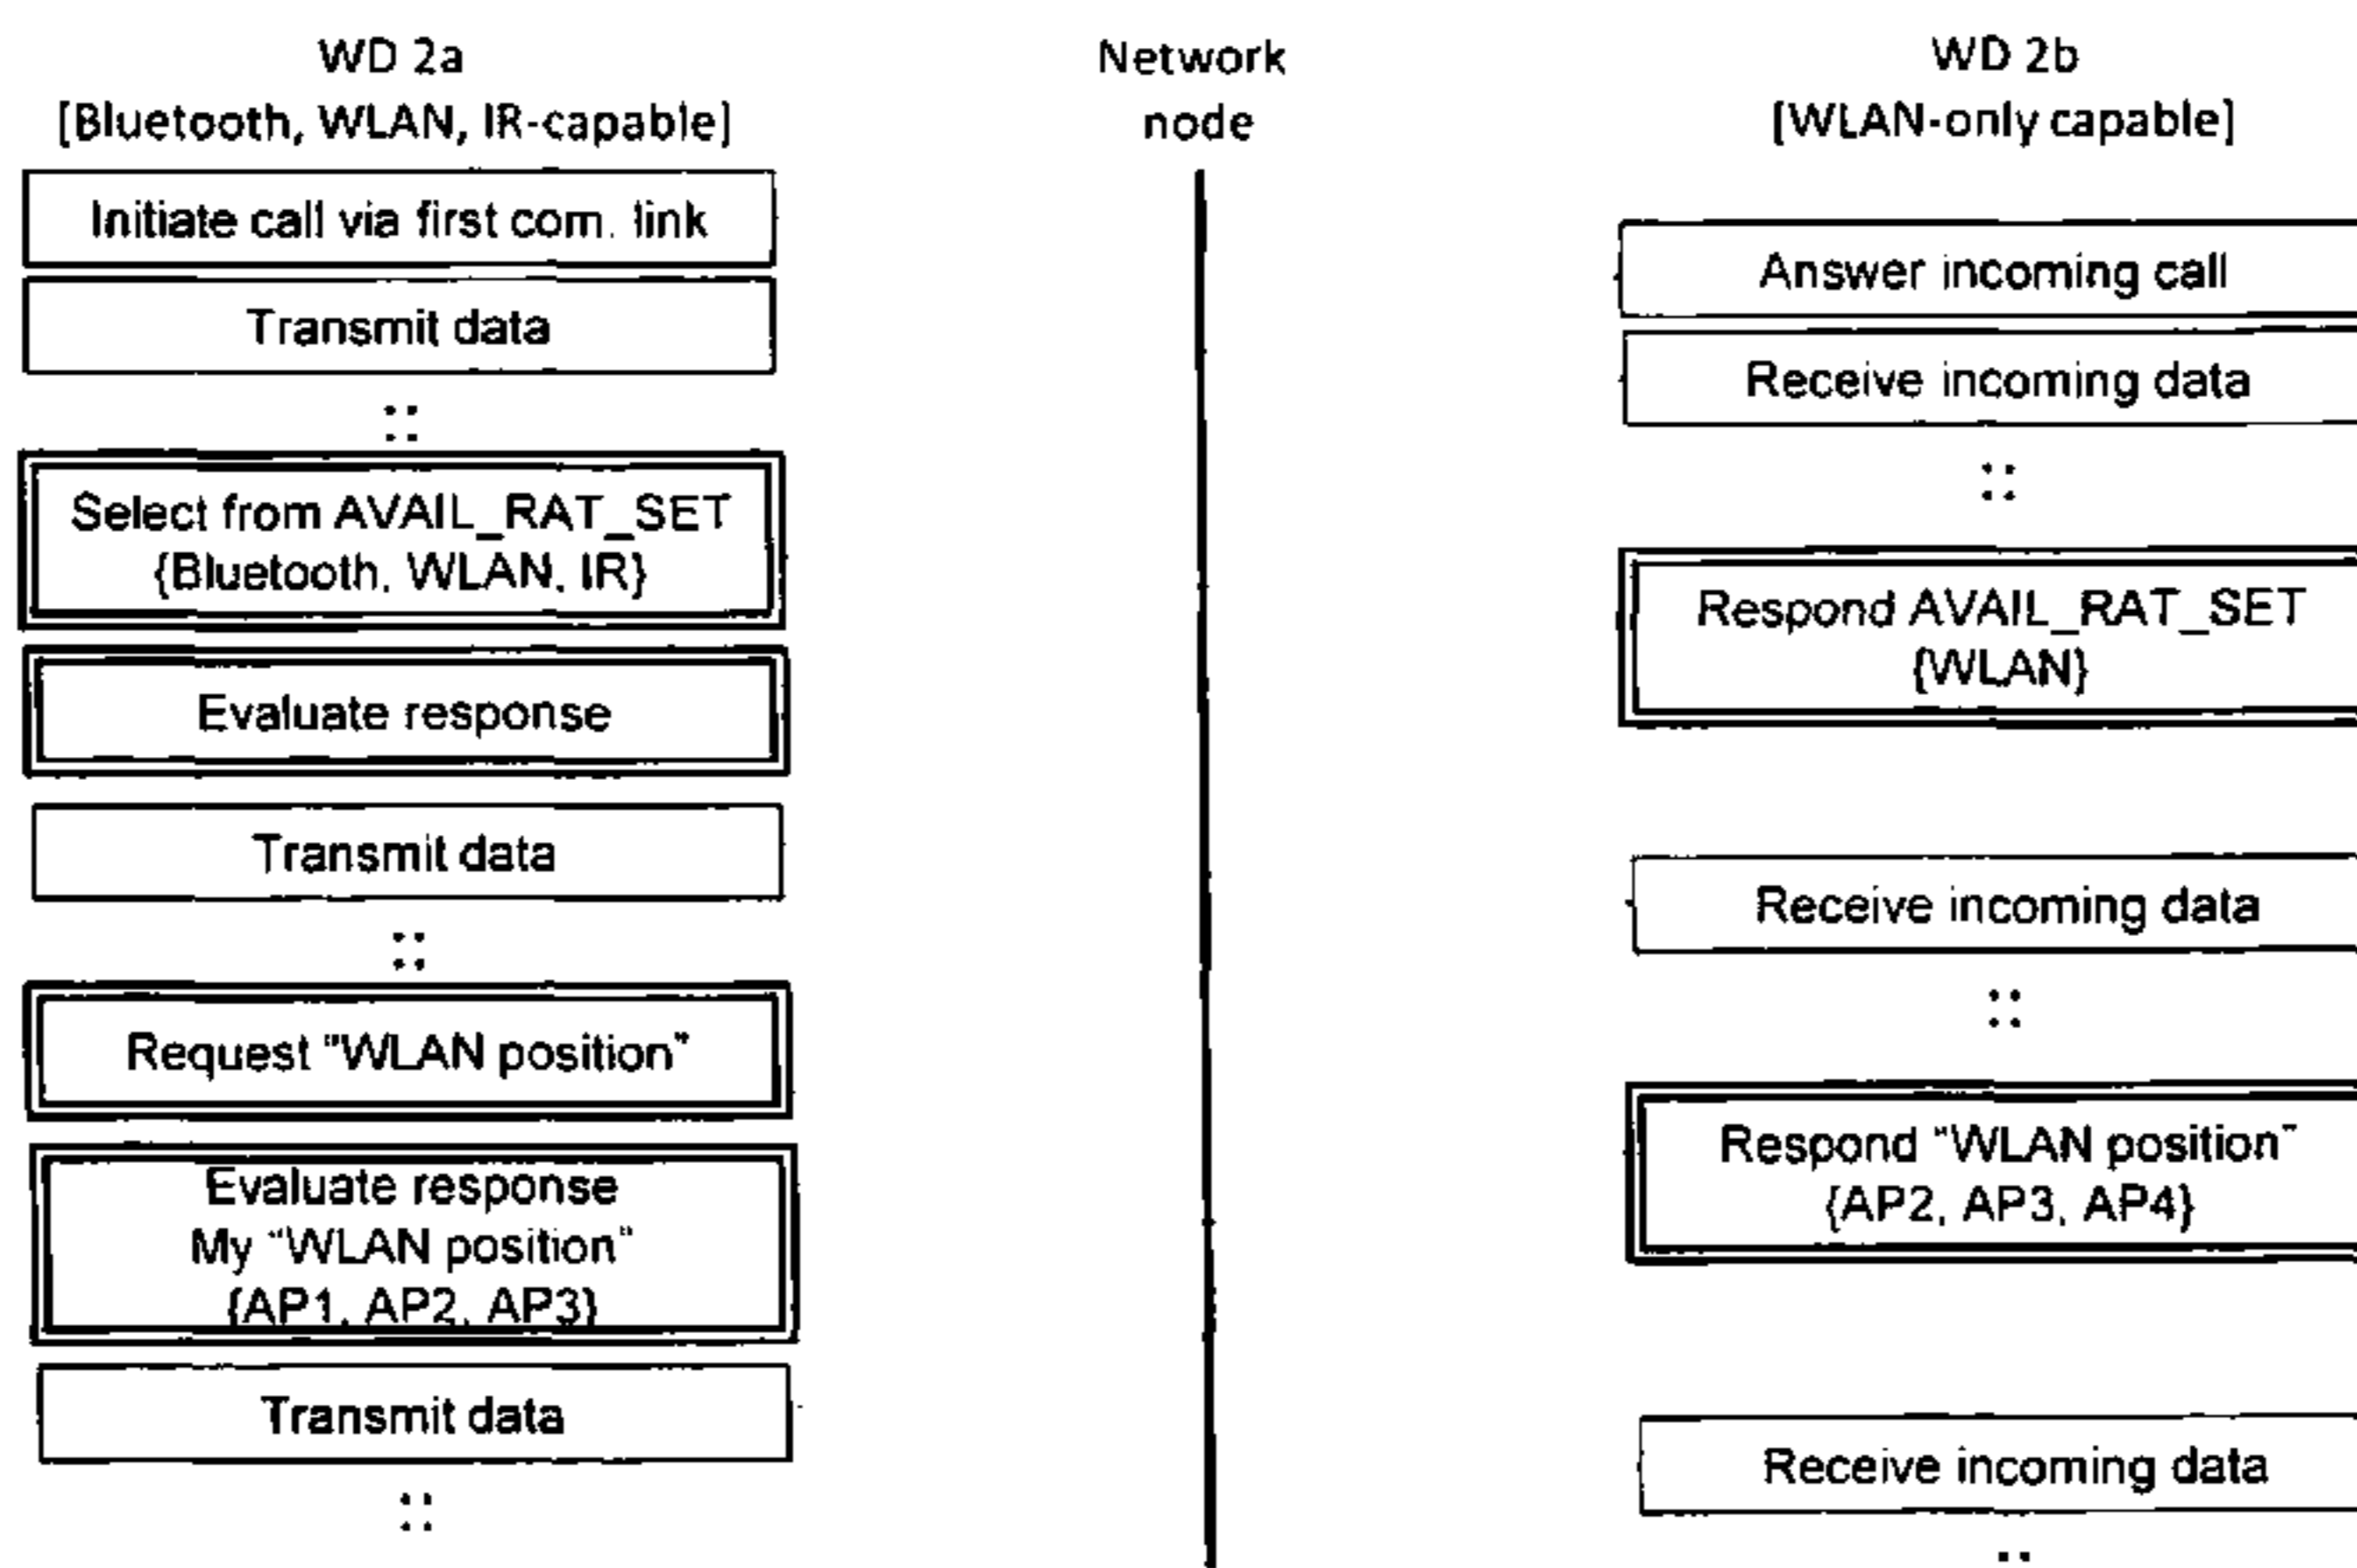 WD 2a
[Bluetooth, WLAN, IR-capable]
Initiate call via first com. link
Transmit data
::
Select from AVAIL_RAT_SET
{Bluetooth, WLAN, IR}
Evaluate response
Transmit data
::
Request "WLAN position"
Evaluate response
My "WLAN position"
{AP1, AP2, AP3}
Transmit data
::
Network
node
WD 2b
[WLAN-only capable]
Answer incoming call
Receive incoming data
::
Respond AVAIL_RAT_SET
{WLAN}
Receive incoming data
::
Respond "WLAN position"
{AP2, AP3, AP4}
Receive incoming data